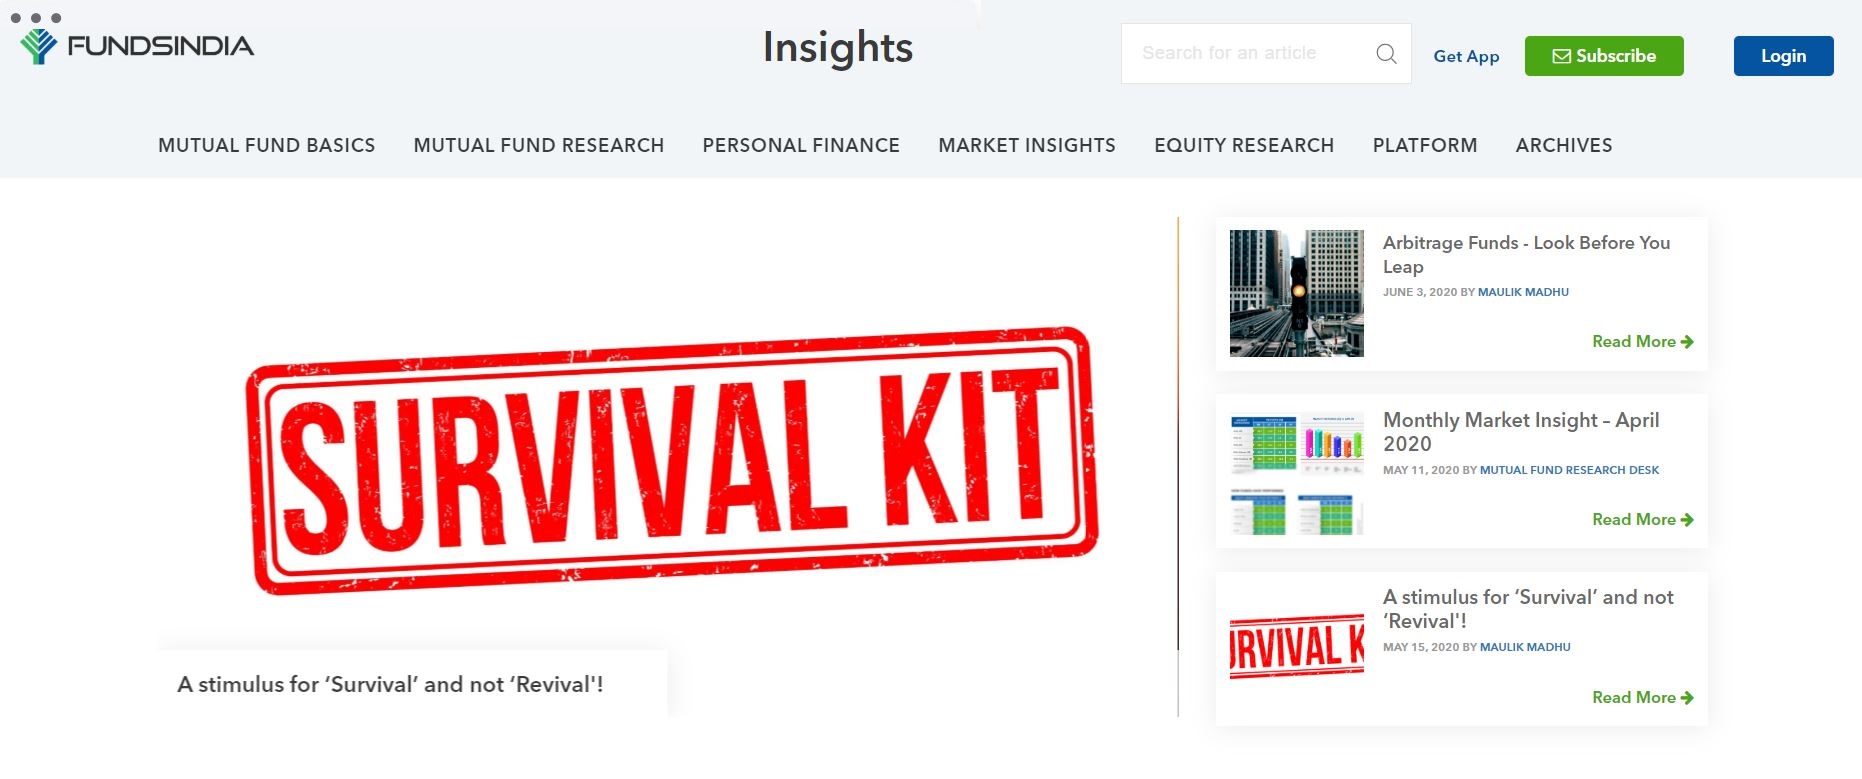 FUNDSINDIA
Insights
Search for an article
Get App
Subscribe
Login
MUTUAL FUND BASICS
MUTUAL FUND RESEARCH
PERSONAL FINANCE
MARKET INSIGHTS
EQUITY RESEARCH
PLATFORM
ARCHIVES
SURVIVAL KIT
A stimulus for ‘Survival’ and not ‘Revival'!
Arbitrage Funds - Look Before You
Leap
JUNE 3, 2020 BY MAULIK MADHU
Read More
Monthly Market Insight – April
2020
MAY 11, 2020 BY MUTUAL FUND RESEARCH DESK
Read More
URVIVAL K
A stimulus for ‘Survival’ and not
‘Revival'!
MAY 15, 2020 BY MAULIK MADHU
Read More